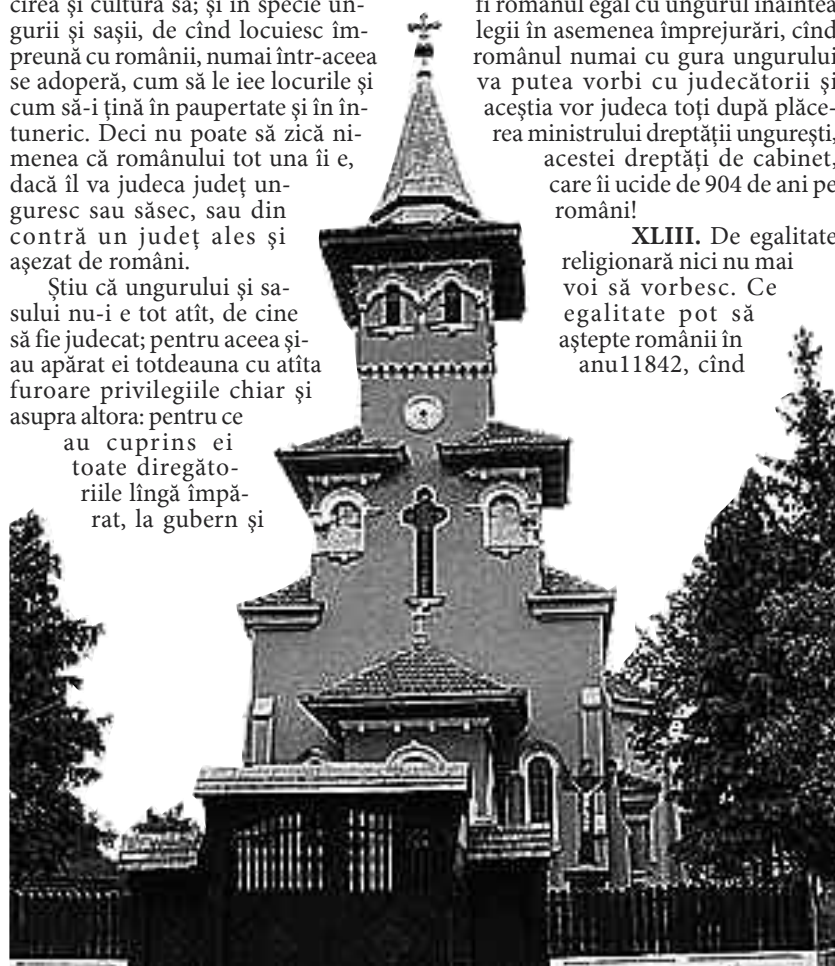 cirea şi cultura sa; şi în specie un-
gurii şi saşii, de cînd locuiesc îm-
preună cu românii, numai într-aceea
se adoperă, cum să le iee locurile şi
cum să-i ţină în paupertate şi în în-
tuneric. Deci nu poate să zică ni-
menea că românului tot una îi e,
dacă îl va judeca judeţ un-
guresc sau săsec, sau din
contră un judeţ ales şi
aşezat de români.
Ştiu că ungurului şi sa-
sului nu-i e tot atît, de cine
să fie judecat; pentru aceea şi-
au apărat ei totdeauna cu atîta
furoare privilegiile chiar şi
asupra altora: pentru ce
au cuprins ei
toate diregăto-
riile lîngă împă-
rat, la gubern şi
fi românul egal cu ungurul înaintea
legii în asemenea împrejurări, cînd
românul numai cu gura ungurului
va putea vorbi cu judecătorii şi
aceştia vor judeca toţi după plăce-
rea ministrului dreptăţii ungureşti,
acestei dreptăţi de cabinet,
care îi ucide de 904 de ani pe
români!
XLIII. De egalitate
religionară nici nu mai
voi să vorbesc. Ce
egalitate pot să
aştepte românii în
anu11842, cînd